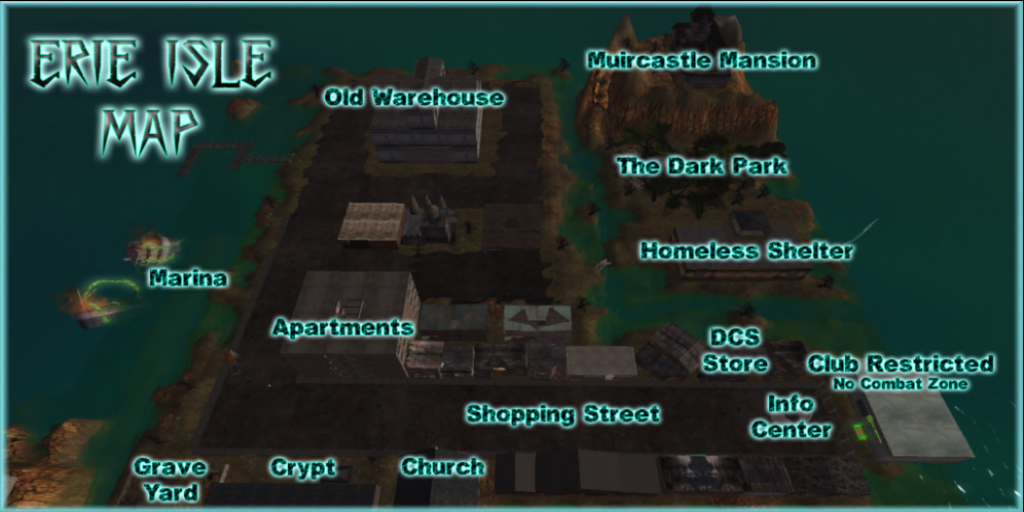 ERIE ISLE
MAP
Muircastle Mansion
Old Warehouse
The Dark Park
Homeless Shelter
Marina
Apartments
DCS
Store
Club Restricted
No Combat Zone
Shopping Street
Info
Center
Grave
Yard
Crypt
Church